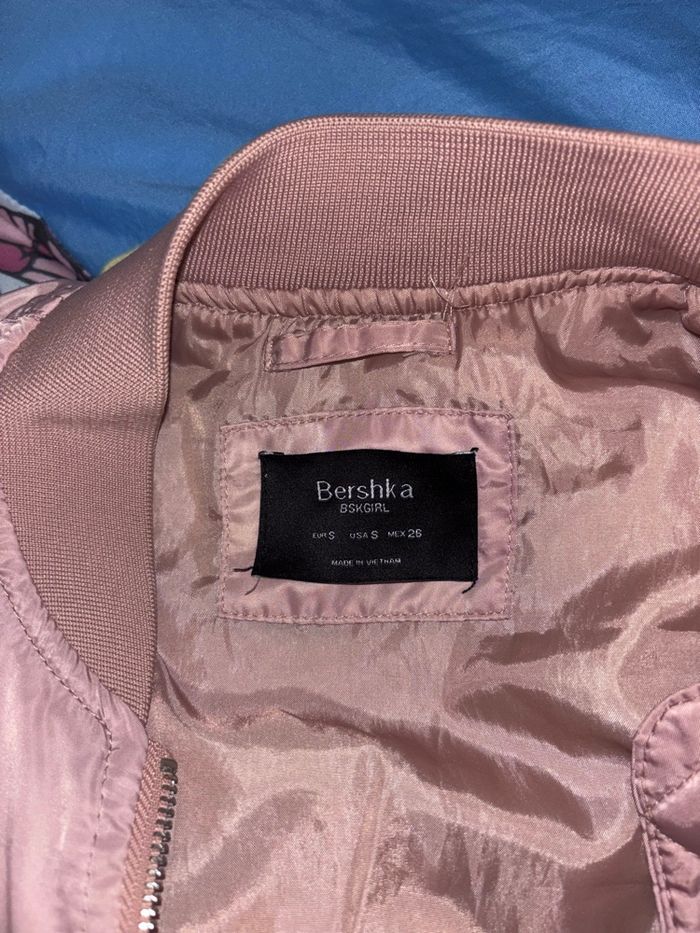 Bershka
BSKGIRL
EUR S USA S MEX 26
MADE IN VIETNAM